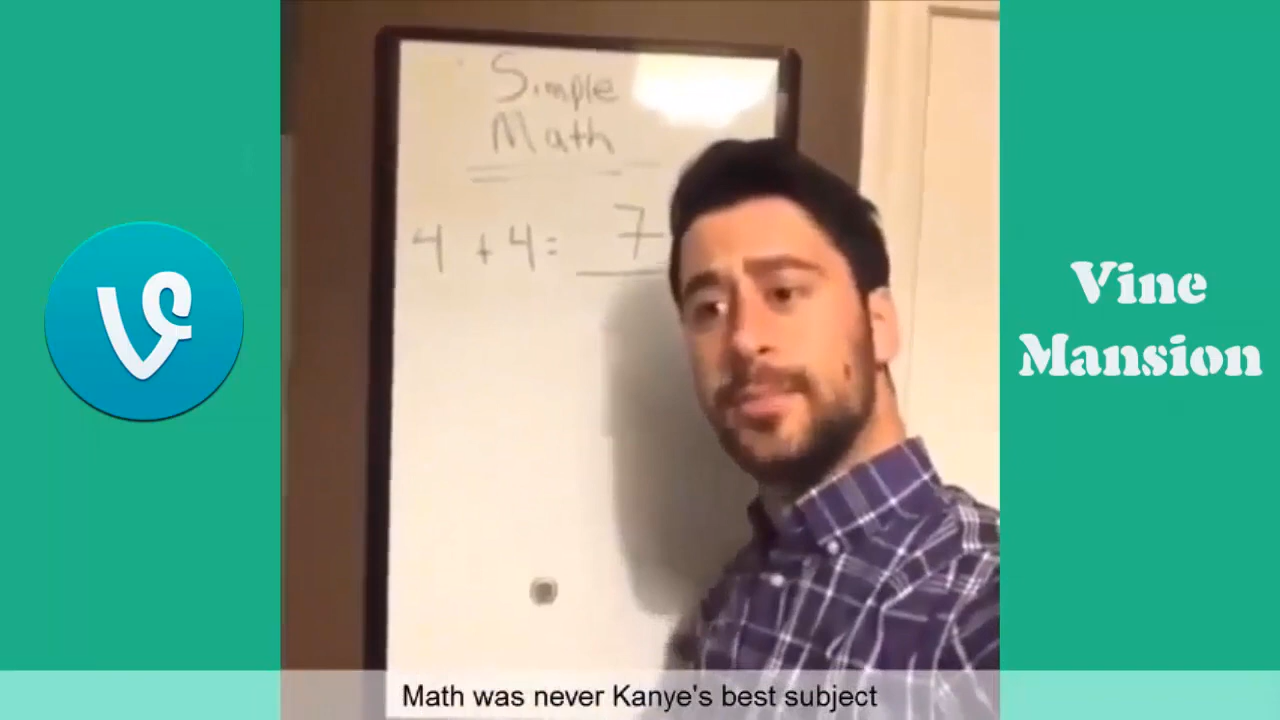 Simple
Math
4 + 4 = 7
Vine
Mansion
Math was never Kanye's best subject